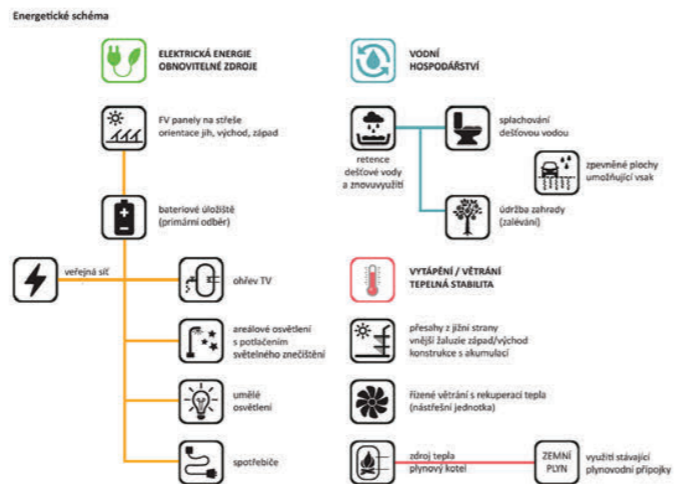 Energetické schéma
ELEKTRICKÁ ENERGIE
OBNOVITELNÉ ZDROJE
FV panely na střeše
orientace jih, východ, západ
bateriové úložiště
(primární odběr)
veřejná síť
ohřev TV
areálové osvětlení
s potlačením
světelného znečištění
umělé
osvětlení
spotřebiče
VODNÍ
HOSPODÁŘSTVÍ
retence
dešťové vody
a znovuvyužití
splachování
dešťovou vodou
zpevněné plochy
umožňující vsak
údržba zahrady
(zalévání)
VYTÁPĚNÍ / VĚTRÁNÍ
TEPELNÁ STABILITA
přesahy z jižní strany
vnější žaluzie západ/východ
konstrukce s akumulací
řízené větrání s rekuperací tepla
(nástřešní jednotka)
zdroj tepla
plynový kotel
ZEMNÍ
PLYN
využití stávající
plynovodní přípojky